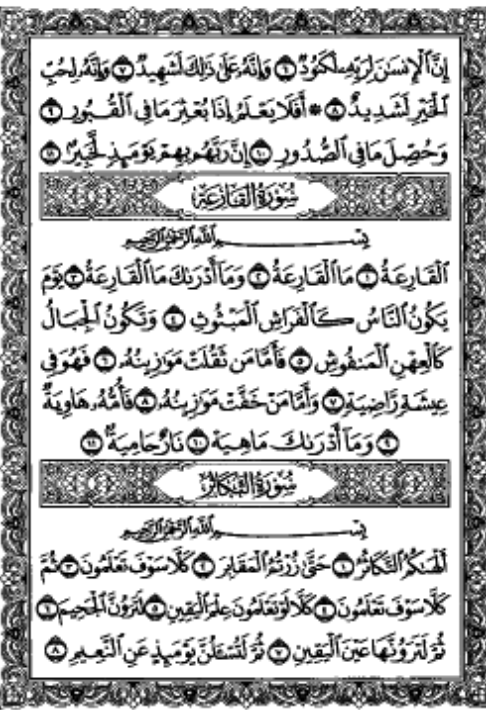 إِنَّ ٱلْإِنسَٰنَ لِرَبِّهِۦ لَكَنُودٌ ٦ وَإِنَّهُۥ عَلَىٰ ذَٰلِكَ لَشَهِيدٌ ٧ وَإِنَّهُۥ لِحُبِّ
ٱلْخَيْرِ لَشَدِيدٌ ٨ * أَفَلَا يَعْلَمُ إِذَا بُعْثِرَ مَا فِي ٱلْقُبُورِ ٩
وَحُصِّلَ مَا فِي ٱلصُّدُورِ ١٠ إِنَّ رَبَّهُم بِهِمْ يَوْمَئِذٍ لَّخَبِيرٌ ١١
سُورَةُ القَارِعَةِ
بِسْمِ ٱللَّهِ ٱلرَّحْمَٰنِ ٱلرَّحِيمِ
ٱلْقَارِعَةُ ١ مَا ٱلْقَارِعَةُ ٢ وَمَآ أَدْرَىٰكَ مَا ٱلْقَارِعَةُ ٣ يَوْمَ
يَكُونُ ٱلنَّاسُ كَٱلْفَرَاشِ ٱلْمَبْثُوثِ ٤ وَتَكُونُ ٱلْجِبَالُ
كَٱلْعِهْنِ ٱلْمَنفُوشِ ٥ فَأَمَّا مَن ثَقُلَتْ مَوَٰزِينُهُۥ ٦ فَهُوَ فِي
عِيشَةٍ رَّاضِيَةٍ ٧ وَأَمَّا مَنْ خَفَّتْ مَوَٰزِينُهُۥ ٨ فَأُمُّهُۥ هَاوِيَةٌ
٩ وَمَآ أَدْرَىٰكَ مَا هِيَهْ ١٠ نَارٌ حَامِيَةٌۢ ١١
سُورَةُ التَّكَاثُرِ
بِسْمِ ٱللَّهِ ٱلرَّحْمَٰنِ ٱلرَّحِيمِ
أَلْهَىٰكُمُ ٱلتَّكَاثُرُ ١ حَتَّىٰ زُرْتُمُ ٱلْمَقَابِرَ ٢ كَلَّا سَوْفَ تَعْلَمُونَ ٣ ثُمَّ
كَلَّا سَوْفَ تَعْلَمُونَ ٤ كَلَّا لَوْ تَعْلَمُونَ عِلْمَ ٱلْيَقِينِ ٥ لَتَرَوُنَّ ٱلْجَحِيمَ ٦
ثُمَّ لَتَرَوُنَّهَا عَيْنَ ٱلْيَقِينِ ٧ ثُمَّ لَتُسْـَٔلُنَّ يَوْمَئِذٍ عَنِ ٱلنَّعِيمِ ٨